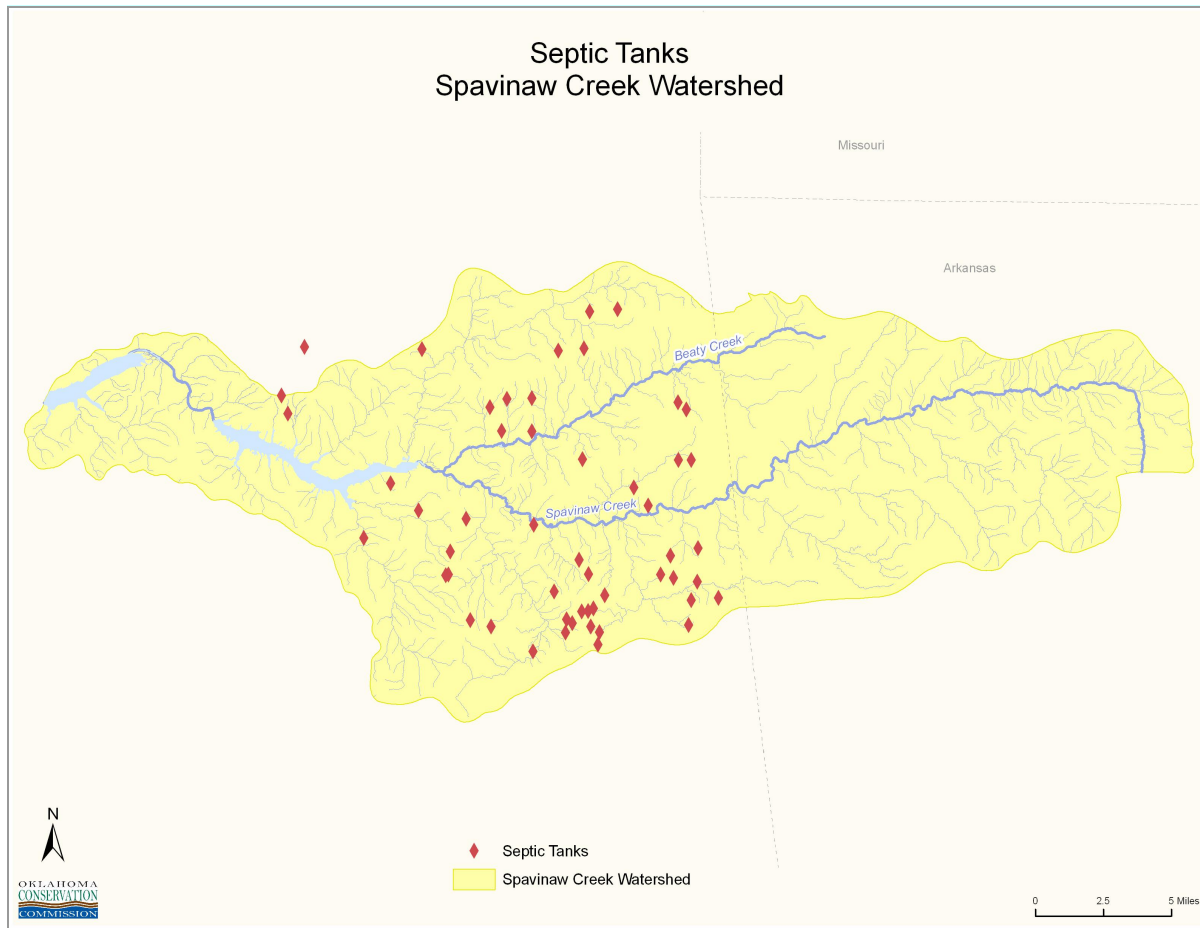 Septic Tanks
Spavinaw Creek Watershed
Missouri
Arkansas
Beaty Creek
Spavinaw Creek
N
Septic Tanks
Spavinaw Creek Watershed
OKLAHOMA
CONSERVATION
COMMISSION
0 2.5 5 Miles